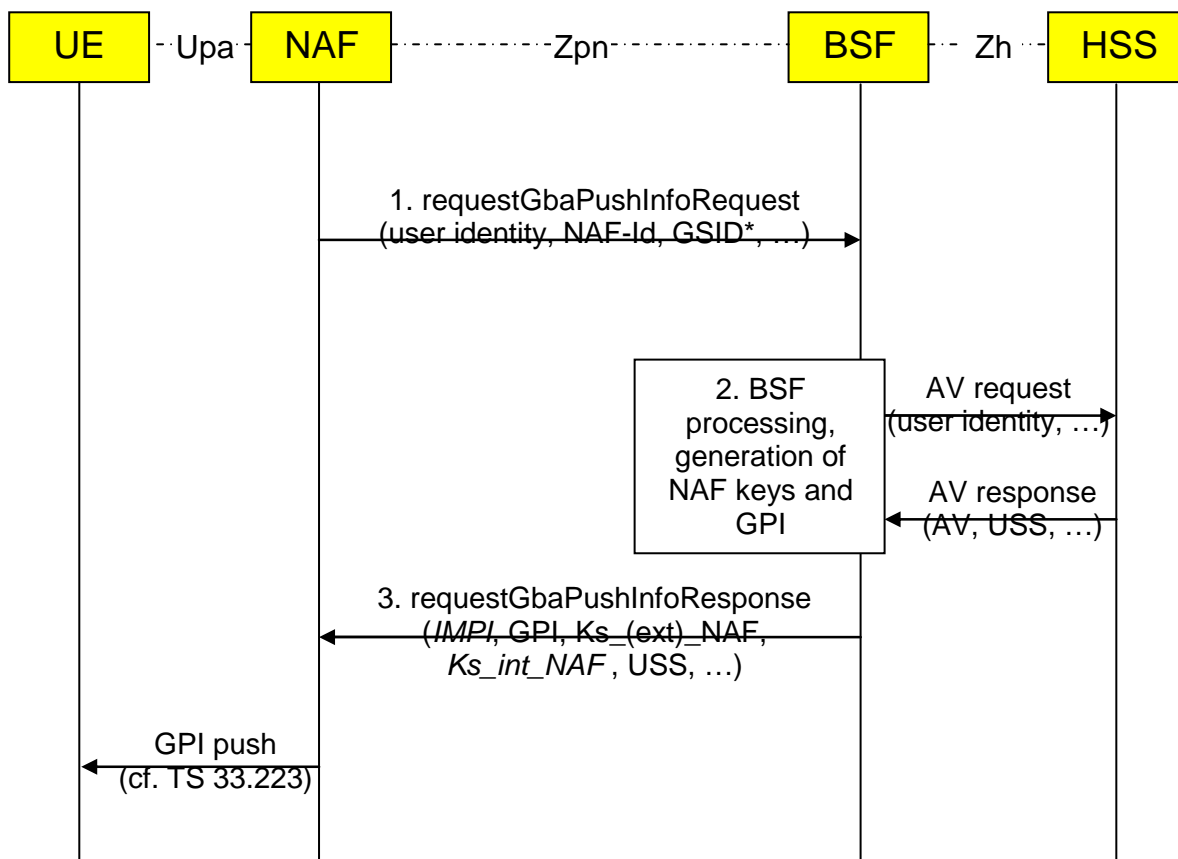 UE Upa NAF Zpn BSF Zh HSS
1. requestGbaPushInfoRequest
(user identity, NAF-Id, GSID*, …)
2. BSF
processing,
generation of
NAF keys and
GPI
AV request
(user identity, …)
AV response
(AV, USS, …)
3. requestGbaPushInfoResponse
(IMPI, GPI, Ks_(ext)_NAF,
Ks_int_NAF , USS, …)
GPI push
(cf. TS 33.223)